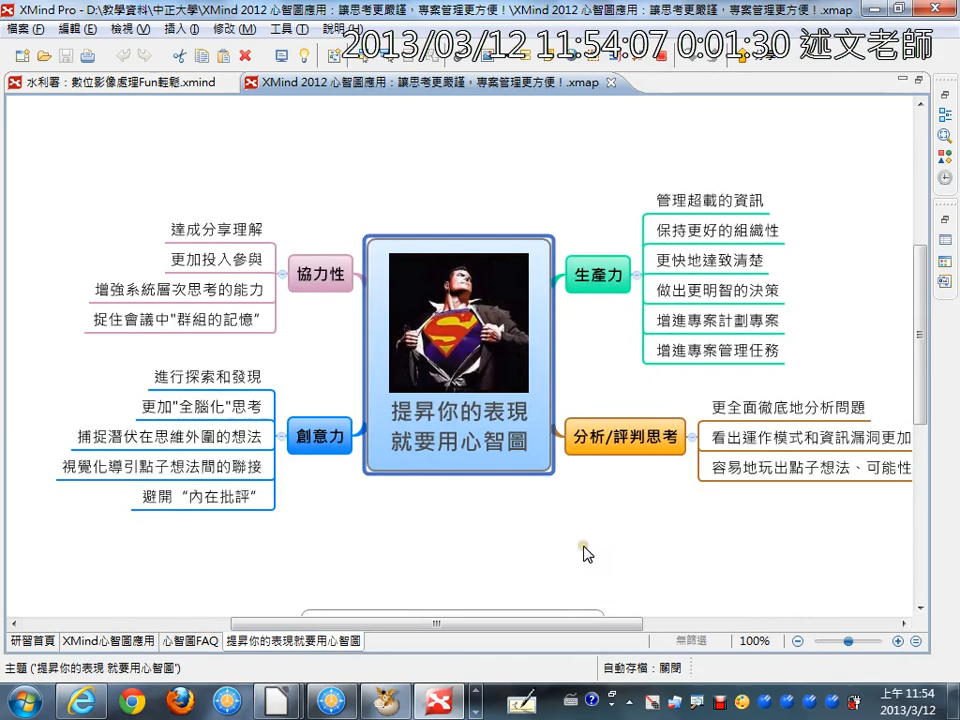 XMind Pro - D:\教學資料\中正大學\XMind 2012 心智圖應用：讓思考更嚴謹，專案管理更方便！\XMind 2012 心智圖應用：讓思考更嚴謹，專案管理更方便！.xmap
檔案(F) 編輯(E) 檢視(V) 插入(I) 修改(M) 工具(T) 說明(H)
2013/03/12 11:54:07 0:01:30 述文老師
水利署：數位影像處理Fun輕鬆.xmind
XMind 2012 心智圖應用：讓思考更嚴謹，專案管理更方便！.xmap
協力性
達成分享理解
更加投入參與
增強系統層次思考的能力
捉住會議中"群組的記憶"
創意力
進行探索和發現
更加"全腦化"思考
捕捉潛伏在思維外圍的想法
視覺化導引點子想法間的聯接
避開“內在批評”
提昇你的表現
就要用心智圖
生產力
管理超載的資訊
保持更好的組織性
更快地達致清楚
做出更明智的決策
增進專案計劃專案
增進專案管理任務
分析/評判思考
更全面徹底地分析問題
看出運作模式和資訊漏洞更加
容易地玩出點子想法、可能性
研習首頁 XMind心智圖應用 心智圖FAQ 提昇你的表現就要用心智圖
無篩選 100%
主題 ('提昇你的表現 就要用心智圖')
自動存檔：關閉
上午 11:54
2013/3/12